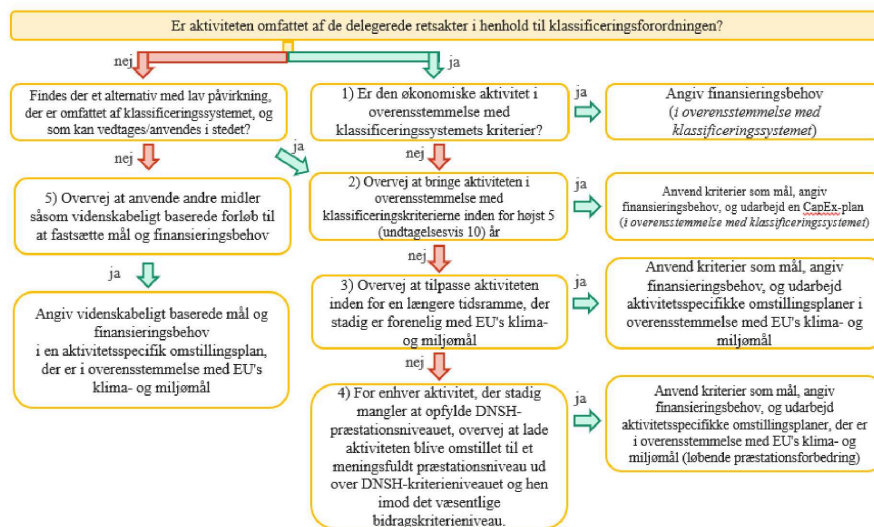 Er aktiviteten omfattet af de delegerede retsakter i henhold til klassificeringsforordningen?
nej
ja
Findes der et alternativ med lav påvirkning,
der er omfattet af klassificeringssystemet, og
som kan vedtages/anvendes i stedet?
1) Er den økonomiske aktivitet i
overensstemmelse med
klassificeringssystemets kriterier?
ja
Angiv finansieringsbehov
(i overensstemmelse med
klassificeringssystemet)
nej
ja
nej
5) Overvej at anvende andre midler
såsom videnskabeligt baserede forløb til
at fastsætte mål og finansieringsbehov
2) Overvej at bringe aktiviteten i
overensstemmelse med
klassificeringskriterierne inden for højst 5
(undtagelsesvis 10) år
ja
Anvend kriterier som mål, angiv
finansieringsbehov, og udarbejd en CapEx-plan
(i overensstemmelse med klassificeringssystemet)
ja
nej
Angiv videnskabeligt baserede mål og
finansieringsbehov
i en aktivitetsspecifik omstillingsplan,
der er i overensstemmelse med EU's
klima- og miljømål
3) Overvej at tilpasse aktiviteten
inden for en længere tidsramme, der
stadig er forenelig med EU's klima-
og miljømål
ja
Anvend kriterier som mål, angiv
finansieringsbehov, og udarbejd
aktivitetsspecifikke omstillingsplaner i
overensstemmelse med EU's klima- og
miljømål
nej
4) For enhver aktivitet, der stadig
mangler at opfylde DNSH-
præstationsniveauet, overvej at lade
aktiviteten blive omstillet til et
meningsfuldt præstationsniveau ud
over DNSH-kriterieniveauet og hen
imod det væsentlige
bidragskriterieniveau.
ja
Anvend kriterier som mål, angiv
finansieringsbehov, og udarbejd
aktivitetsspecifikke omstillingsplaner, der er
i overensstemmelse med EU's klima- og
miljømål (løbende præstationsforbedring)